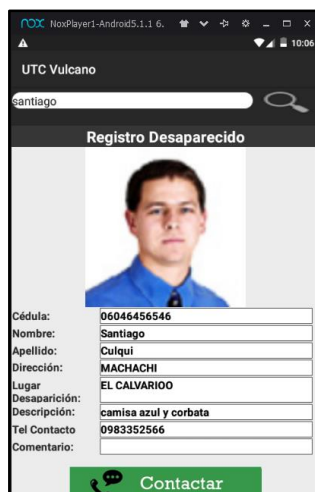 NoxPlayer1-Android5.1.1 6.
10:06
UTC Vulcano
santiago
Registro Desaparecido
Cédula: 06046456546
Nombre: Santiago
Apellido: Culqui
Dirección: MACHACHI
Lugar EL CALVARIOO
Desaparición:
Descripción: camisa azul y corbata
Tel Contacto 0983352566
Comentario:
Contactar